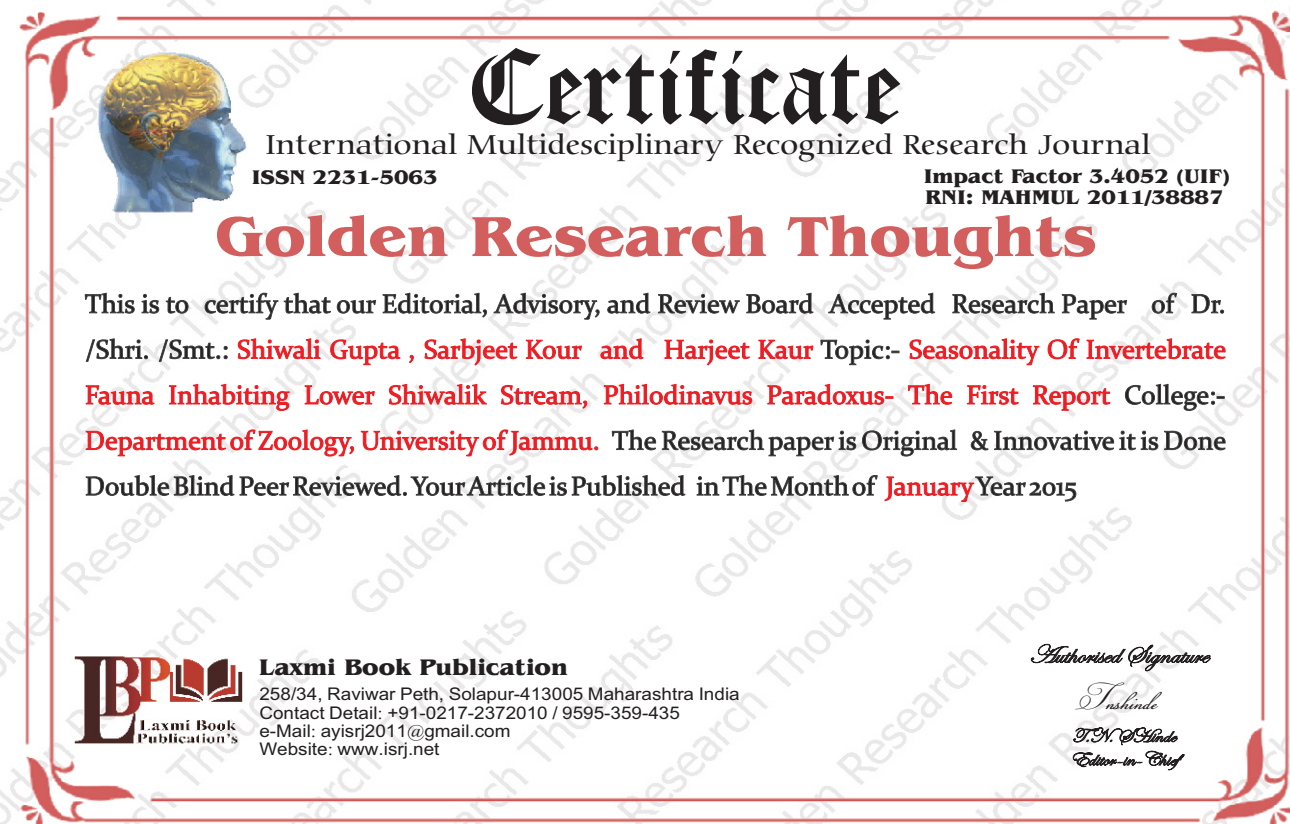 Certificate
International Multidesciplinary Recognized Research Journal
ISSN 2231-5063
Impact Factor 3.4052 (UIF)
RNI: MAHMUL 2011/38887
Golden Research Thoughts
This is to certify that our Editorial, Advisory, and Review Board Accepted Research Paper of Dr.
/Shri. /Smt.: Shiwali Gupta , Sarbjeet Kour and Harjeet Kaur Topic:- Seasonality Of Invertebrate
Fauna Inhabiting Lower Shiwalik Stream, Philodinavus Paradoxus- The First Report College:-
Department of Zoology, University of Jammu. The Research paper is Original & Innovative it is Done
Double Blind Peer Reviewed. Your Article is Published in The Month of January Year 2015
LBP
Laxmi Book
Publication's
Laxmi Book Publication
258/34, Raviwar Peth, Solapur-413005 Maharashtra India
Contact Detail: +91-0217-2372010 / 9595-359-435
e-Mail: ayisrj2011@gmail.com
Website: www.isrj.net
Authorised Signature
Tnshinde
T.N. SHinde
Editor-in- Chief